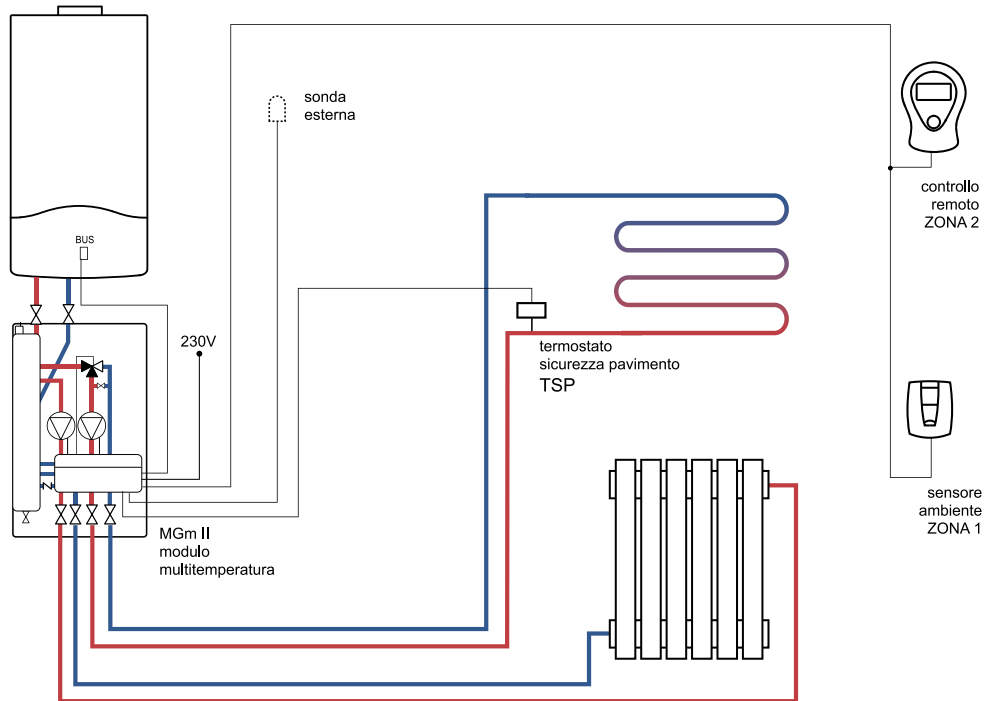 sonda
esterna
controllo
remoto
ZONA 2
BUS
230V
termostato
sicurezza pavimento
TSP
sensore
ambiente
ZONA 1
MGm II
modulo
multitemperatura